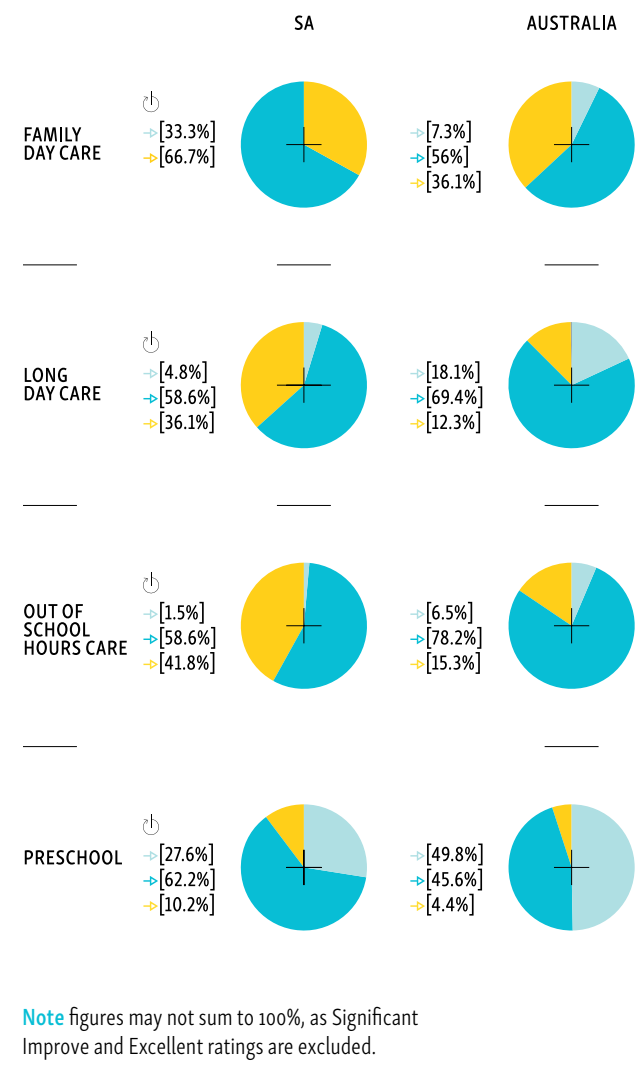 SA
AUSTRALIA
FAMILY
DAY CARE
[33.3%]
[66.7%]
[7.3%]
[56%]
[36.1%]
LONG
DAY CARE
[4.8%]
[58.6%]
[36.1%]
[18.1%]
[69.4%]
[12.3%]
OUT OF
SCHOOL
HOURS CARE
[1.5%]
[58.6%]
[41.8%]
[6.5%]
[78.2%]
[15.3%]
PRESCHOOL
[27.6%]
[62.2%]
[10.2%]
[49.8%]
[45.6%]
[4.4%]
Note figures may not sum to 100%, as Significant
Improve and Excellent ratings are excluded.